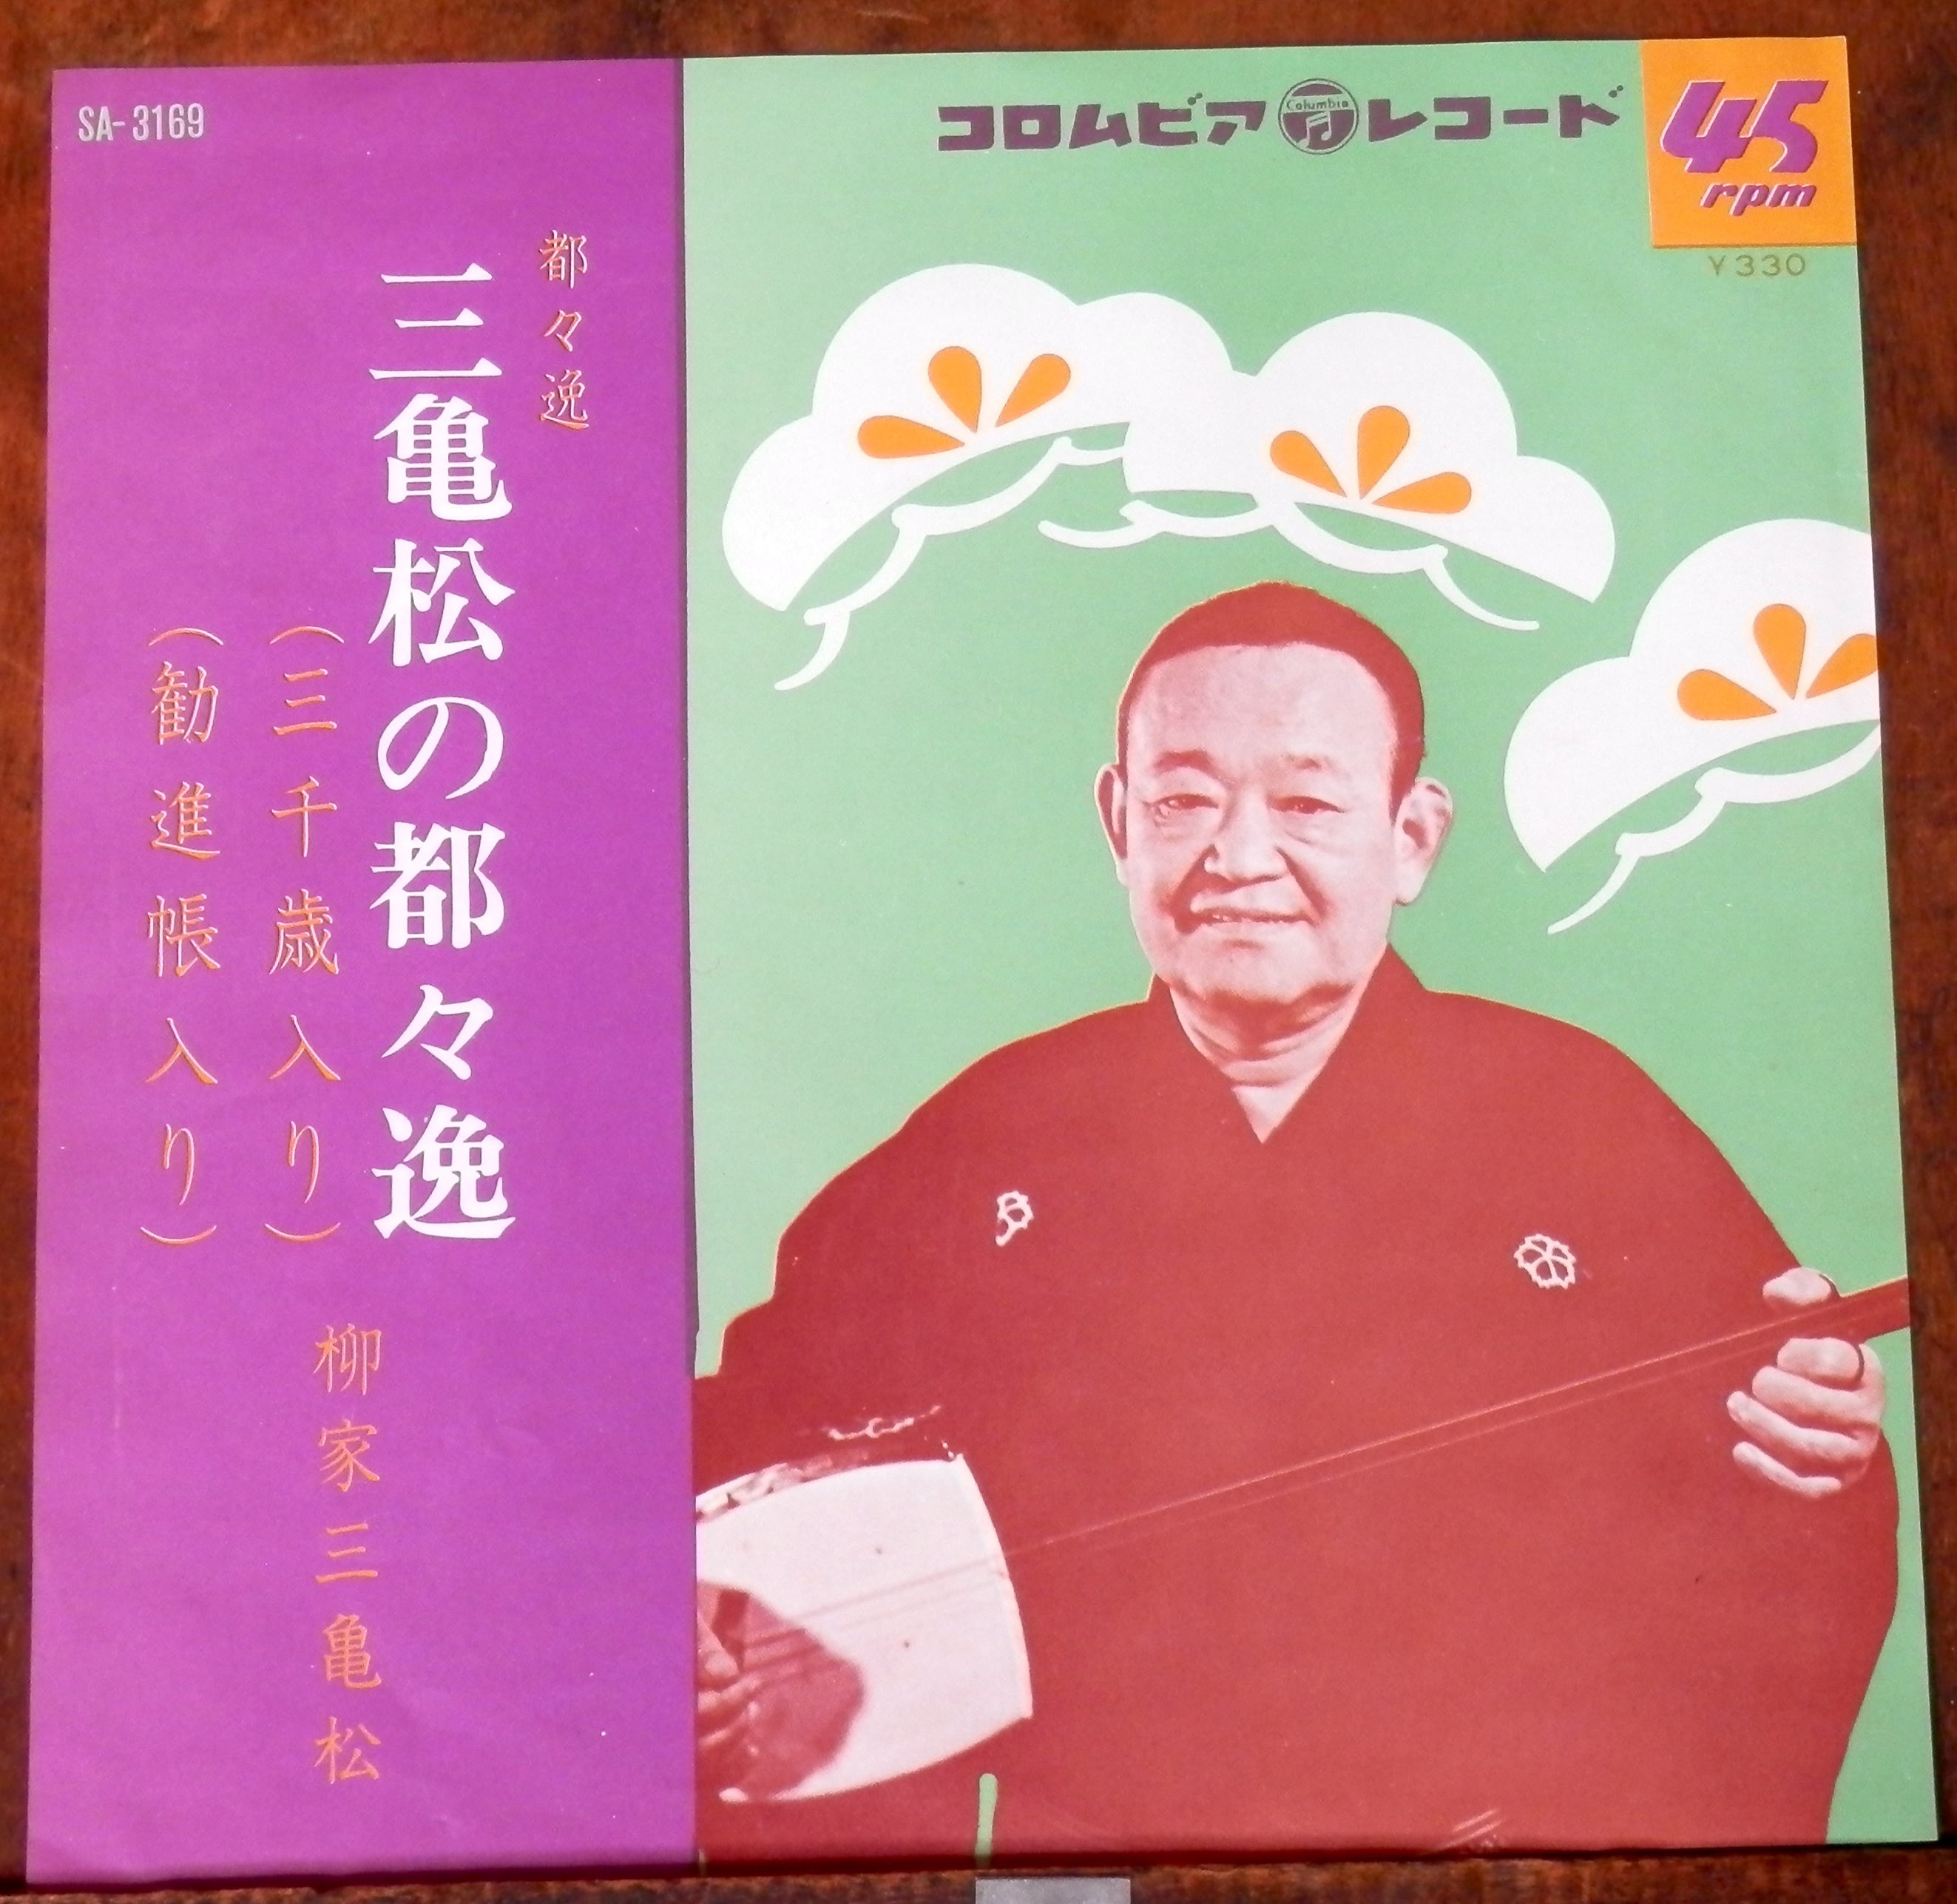 SA-3169
コロムビア Columbia レコード
45
rpm
¥330
都々逸
三亀松の都々逸
(三千歳入り)
(勧進帳入り)
柳家三亀松